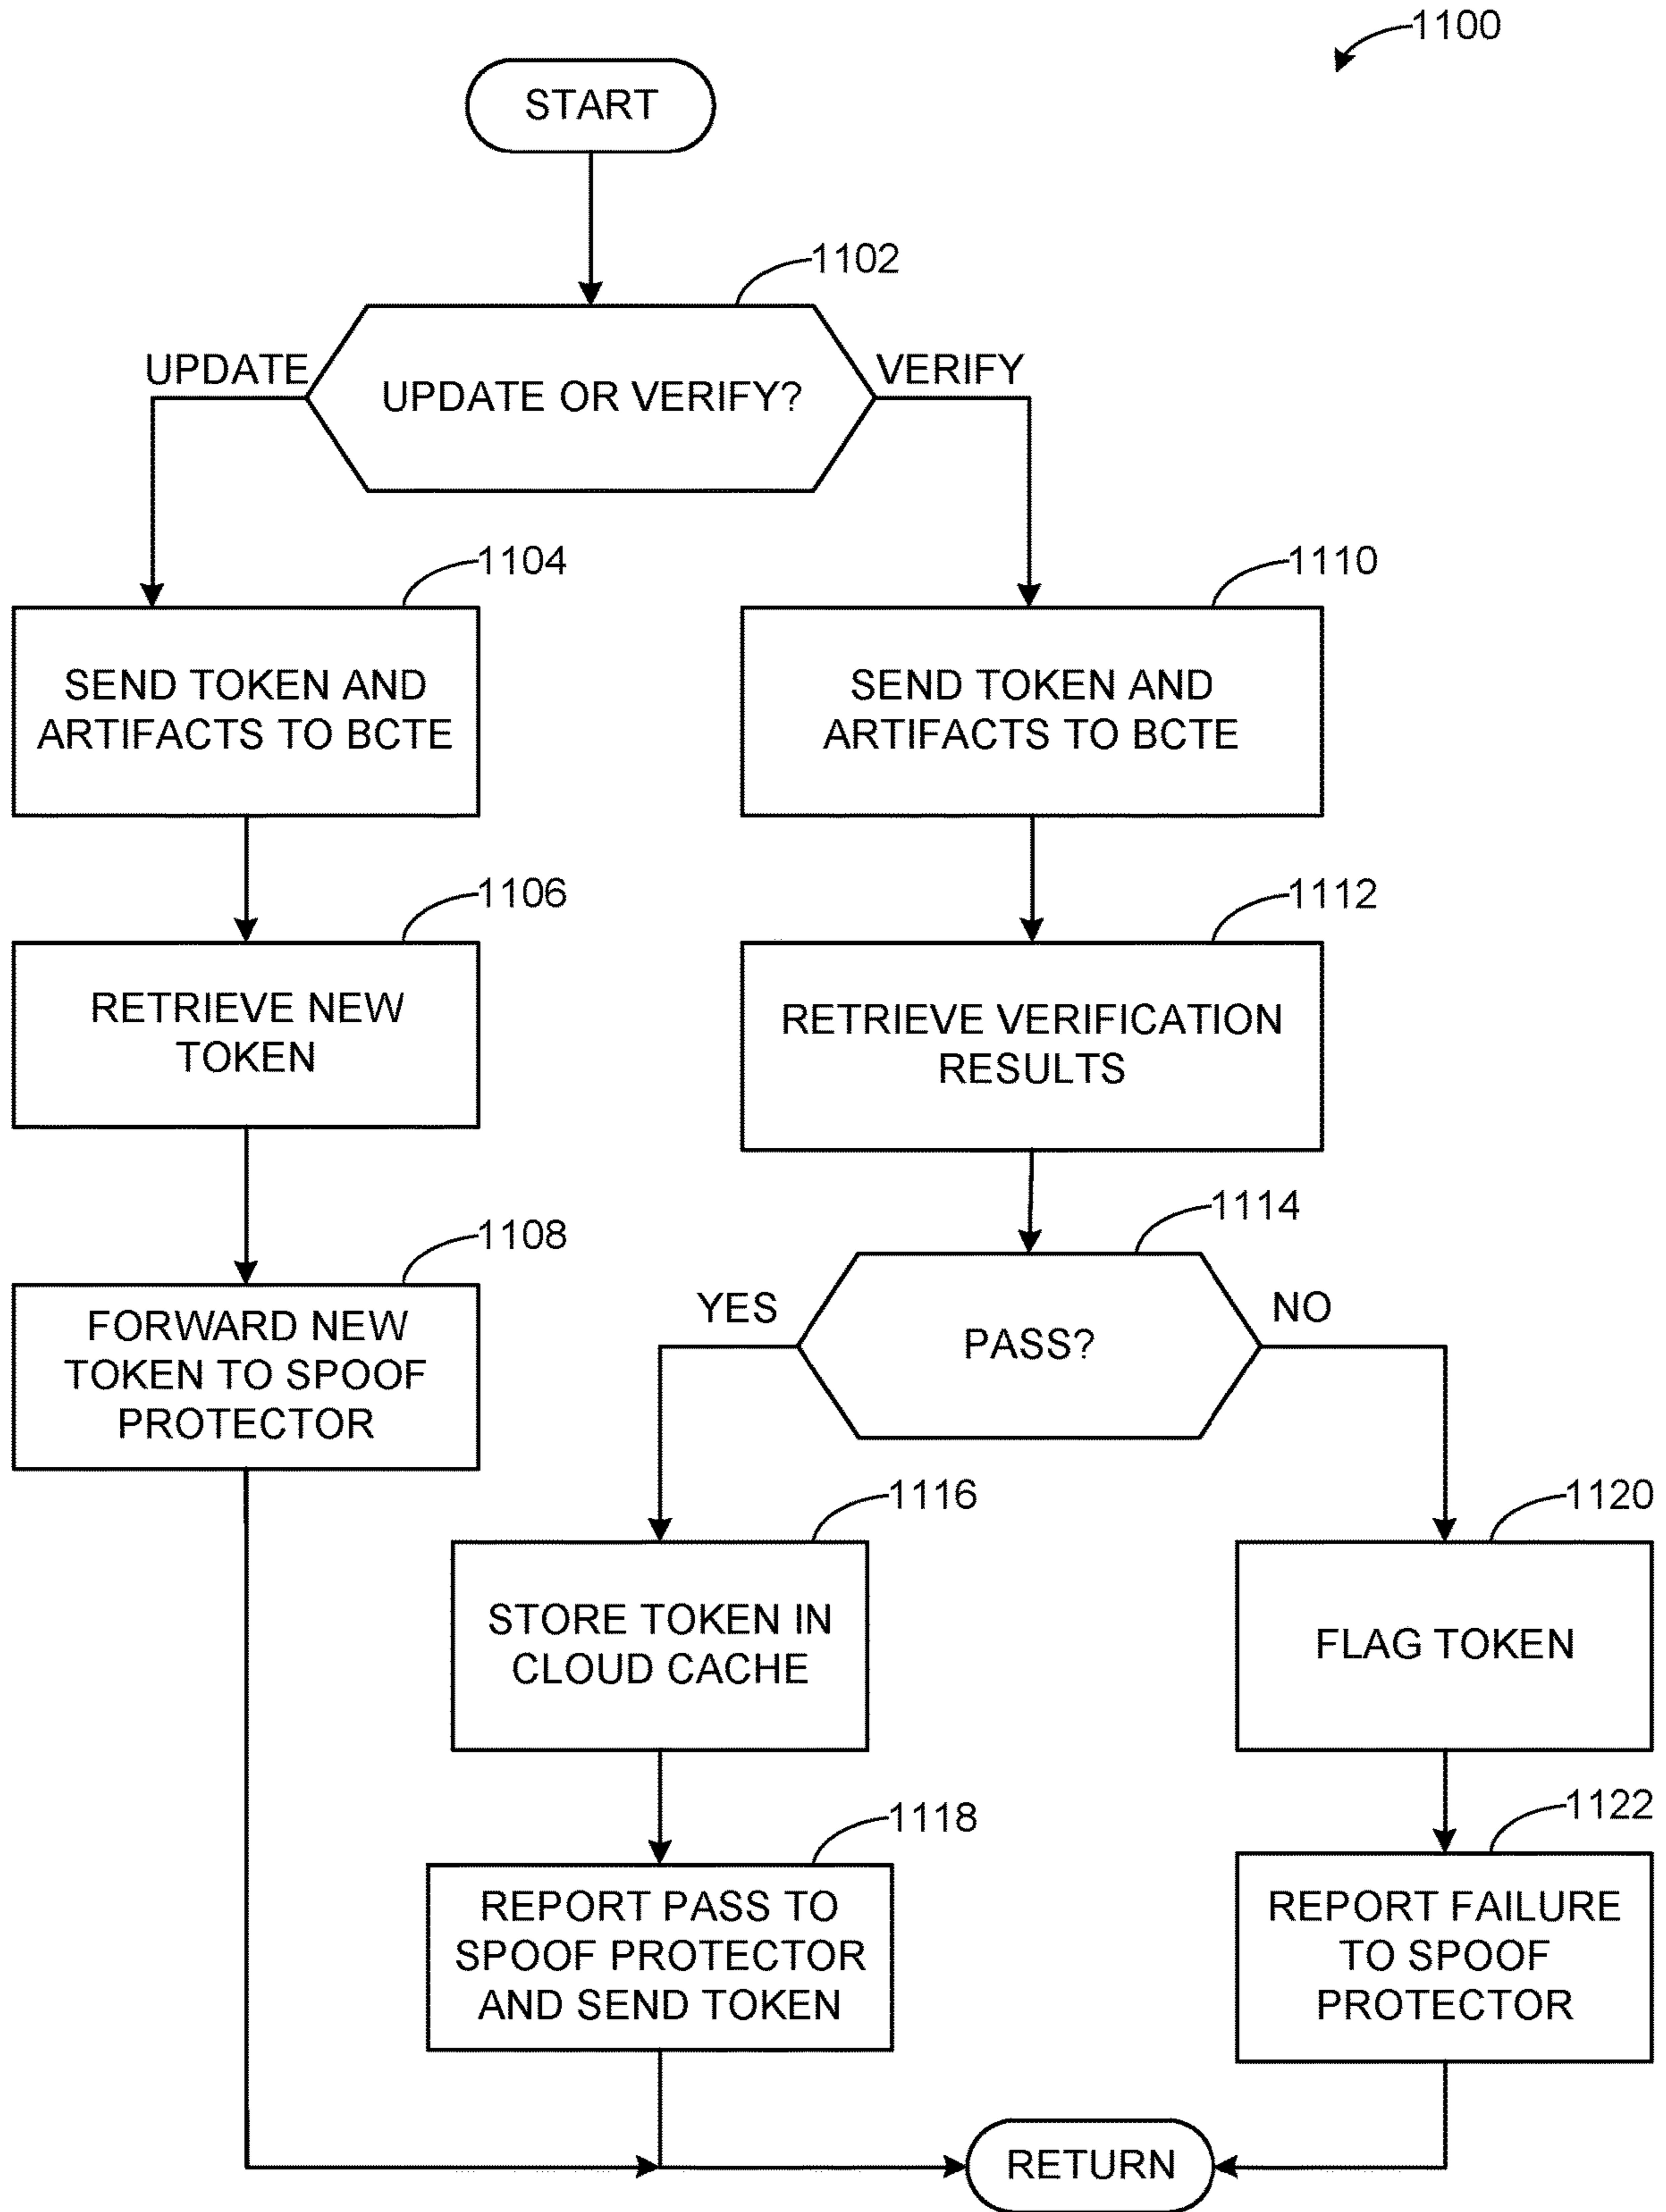 1100
START
1102
UPDATE
UPDATE OR VERIFY?
VERIFY
1104
SEND TOKEN AND
ARTIFACTS TO BCTE
1110
SEND TOKEN AND
ARTIFACTS TO BCTE
1106
RETRIEVE NEW
TOKEN
1112
RETRIEVE VERIFICATION
RESULTS
1108
FORWARD NEW
TOKEN TO SPOOF
PROTECTOR
1114
YES
PASS?
NO
1116
STORE TOKEN IN
CLOUD CACHE
1120
FLAG TOKEN
1118
REPORT PASS TO
SPOOF PROTECTOR
AND SEND TOKEN
1122
REPORT FAILURE
TO SPOOF
PROTECTOR
RETURN